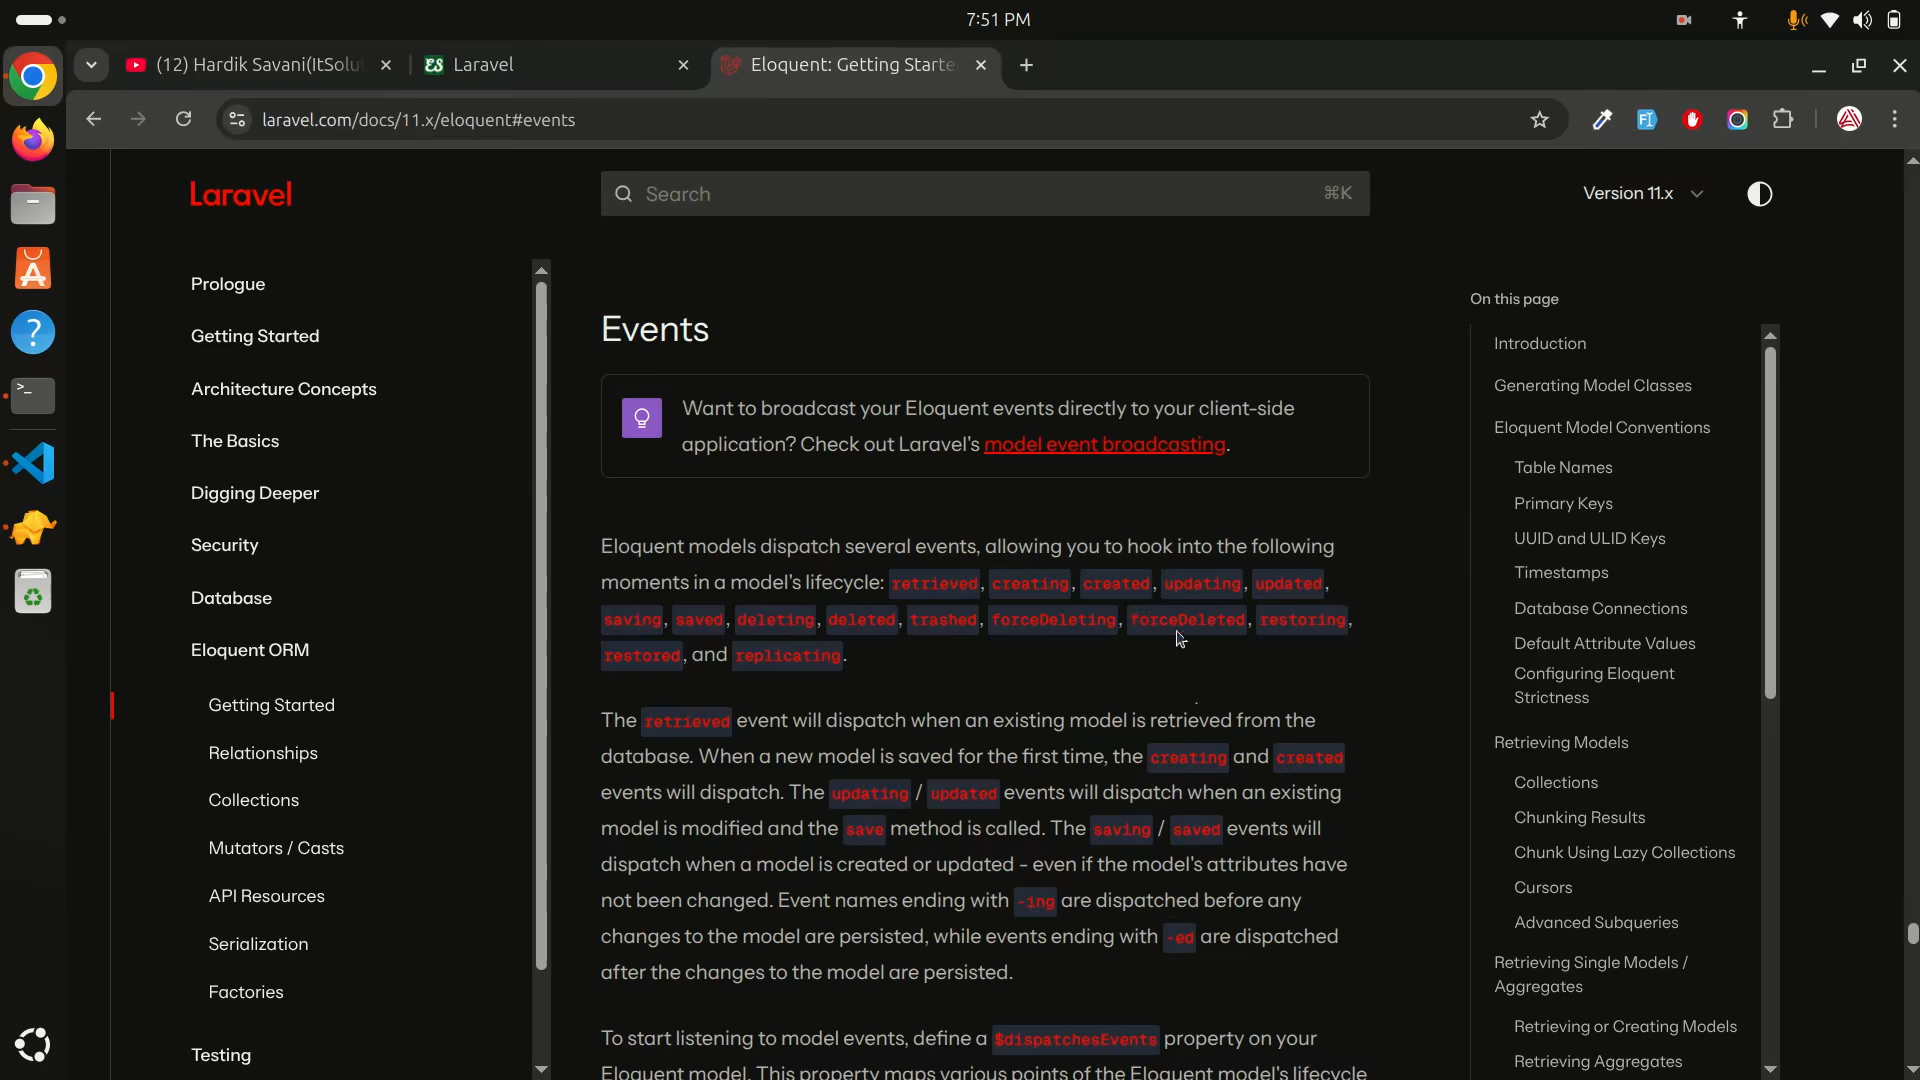 7:51 PM
(12) Hardik Savani(ItSolu
Laravel
Eloquent: Getting Starte
laravel.com/docs/11.x/eloquent#events
Laravel
Search
⌘K
Version 11.x
Prologue
Getting Started
Architecture Concepts
The Basics
Digging Deeper
Security
Database
Eloquent ORM
Getting Started
Relationships
Collections
Mutators / Casts
API Resources
Serialization
Factories
Testing
Events
Want to broadcast your Eloquent events directly to your client-side
application? Check out Laravel's model event broadcasting.
Eloquent models dispatch several events, allowing you to hook into the following
moments in a model's lifecycle: retrieved, creating, created, updating, updated,
saving, saved, deleting, deleted, trashed, forceDeleting, forceDeleted, restoring,
restored, and replicating.
The retrieved event will dispatch when an existing model is retrieved from the
database. When a new model is saved for the first time, the creating and created
events will dispatch. The updating / updated events will dispatch when an existing
model is modified and the save method is called. The saving / saved events will
dispatch when a model is created or updated - even if the model's attributes have
not been changed. Event names ending with -ing are dispatched before any
changes to the model are persisted, while events ending with -ed are dispatched
after the changes to the model are persisted.
To start listening to model events, define a $dispatchesEvents property on your
Eloquent model. This property maps various points of the Eloquent model's lifecycle
On this page
Introduction
Generating Model Classes
Eloquent Model Conventions
Table Names
Primary Keys
UUID and ULID Keys
Timestamps
Database Connections
Default Attribute Values
Configuring Eloquent
Strictness
Retrieving Models
Collections
Chunking Results
Chunk Using Lazy Collections
Cursors
Advanced Subqueries
Retrieving Single Models /
Aggregates
Retrieving or Creating Models
Retrieving Aggregates